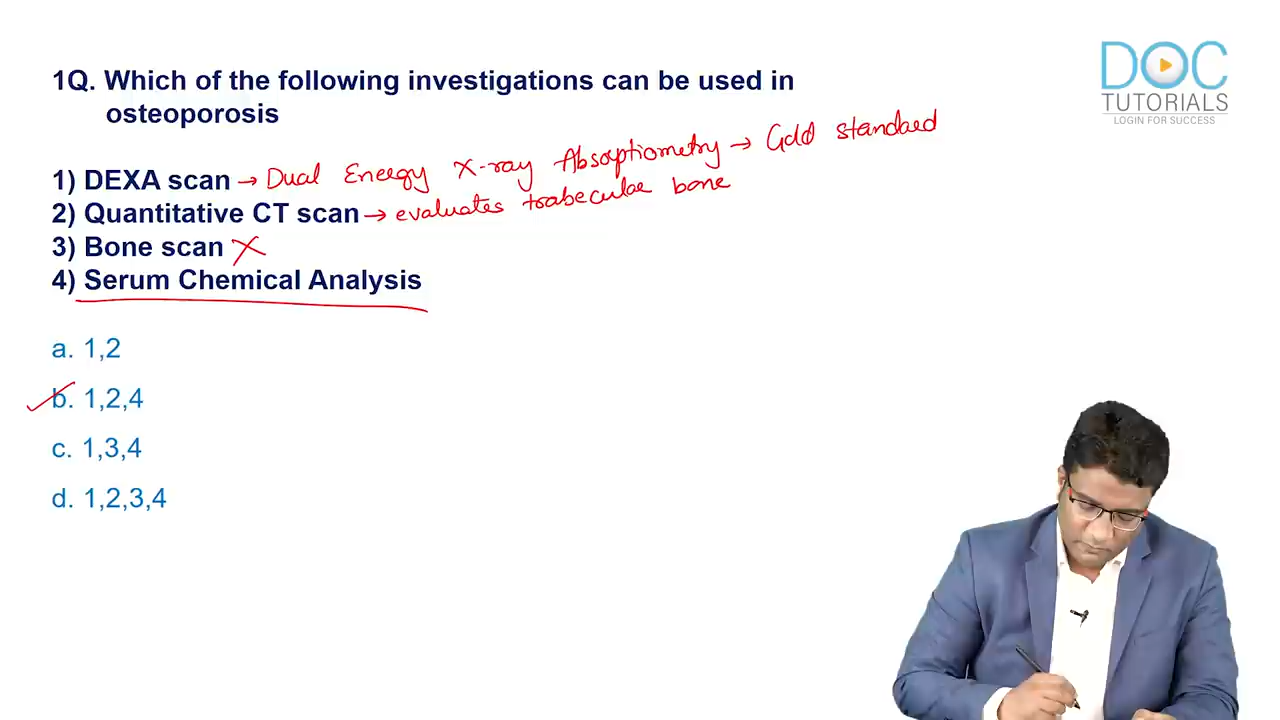 DOC
TUTORIALS
LOGIN FOR SUCCESS
1Q. Which of the following investigations can be used in
osteoporosis
1) DEXA scan → Dual Energy X-ray Absorptiometry → Gold standard
2) Quantitative CT scan → evaluates trabecular bone
3) Bone scan X
4) Serum Chemical Analysis
a. 1,2
✓ b. 1,2,4
c. 1,3,4
d. 1,2,3,4